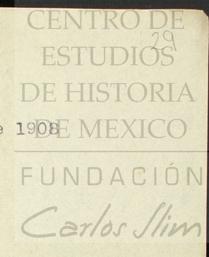 CENTRO DE
29
ESTUDIOS
DE HISTORIA
e 1908
DE MEXICO
FUNDACIÓN
Carlos Slim